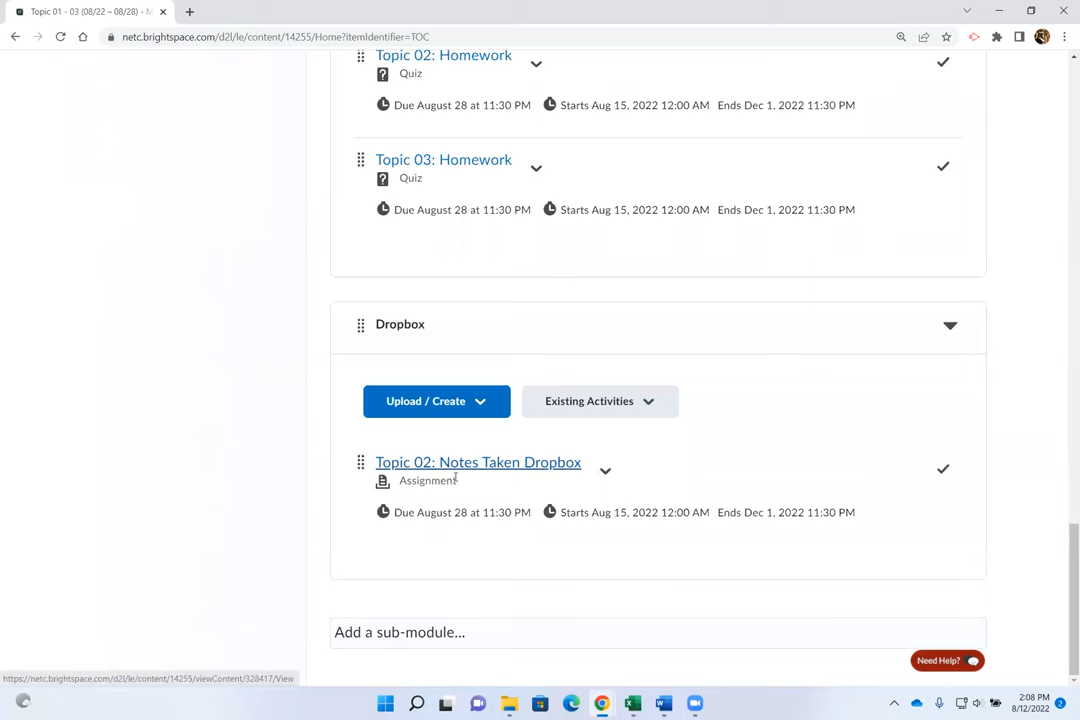 Topic 01 - 03 (08/22 – 08/28) - M
netc.brightspace.com/d2l/le/content/14255/Home?itemIdentifier=TOC
Topic 02: Homework
Quiz
Due August 28 at 11:30 PM Starts Aug 15, 2022 12:00 AM Ends Dec 1, 2022 11:30 PM
Topic 03: Homework
Quiz
Due August 28 at 11:30 PM Starts Aug 15, 2022 12:00 AM Ends Dec 1, 2022 11:30 PM
Dropbox
Upload / Create Existing Activities
Topic 02: Notes Taken Dropbox
Assignment
Due August 28 at 11:30 PM Starts Aug 15, 2022 12:00 AM Ends Dec 1, 2022 11:30 PM
Add a sub-module...
Need Help?
https://netc.brightspace.com/d2l/le/content/14255/viewContent/328417/View
2:08 PM
8/12/2022
2